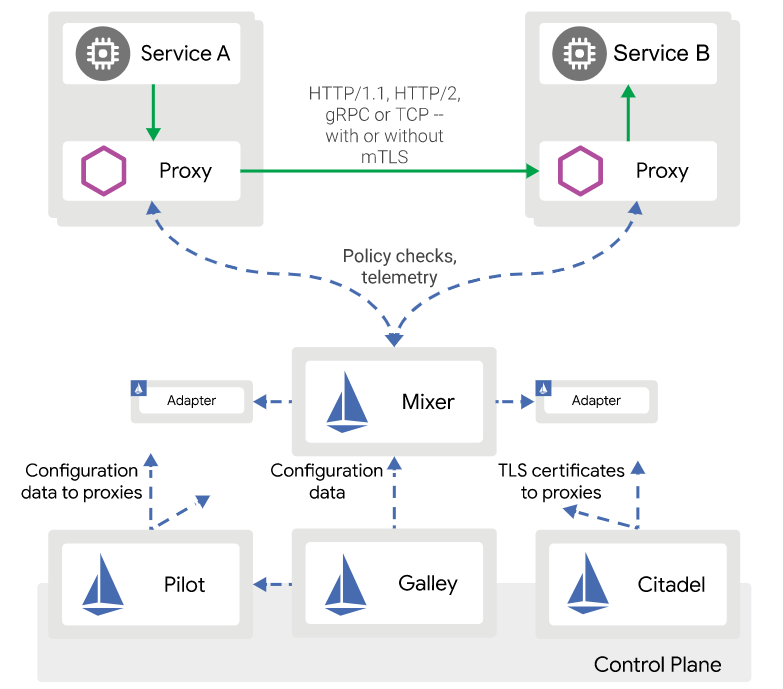 Service A
Service B
HTTP/1.1, HTTP/2,
gRPC or TCP --
with or without
mTLS
Proxy
Proxy
Policy checks,
telemetry
Adapter
Mixer
Adapter
Configuration
data to proxies
Configuration
data
TLS certificates
to proxies
Pilot
Galley
Citadel
Control Plane